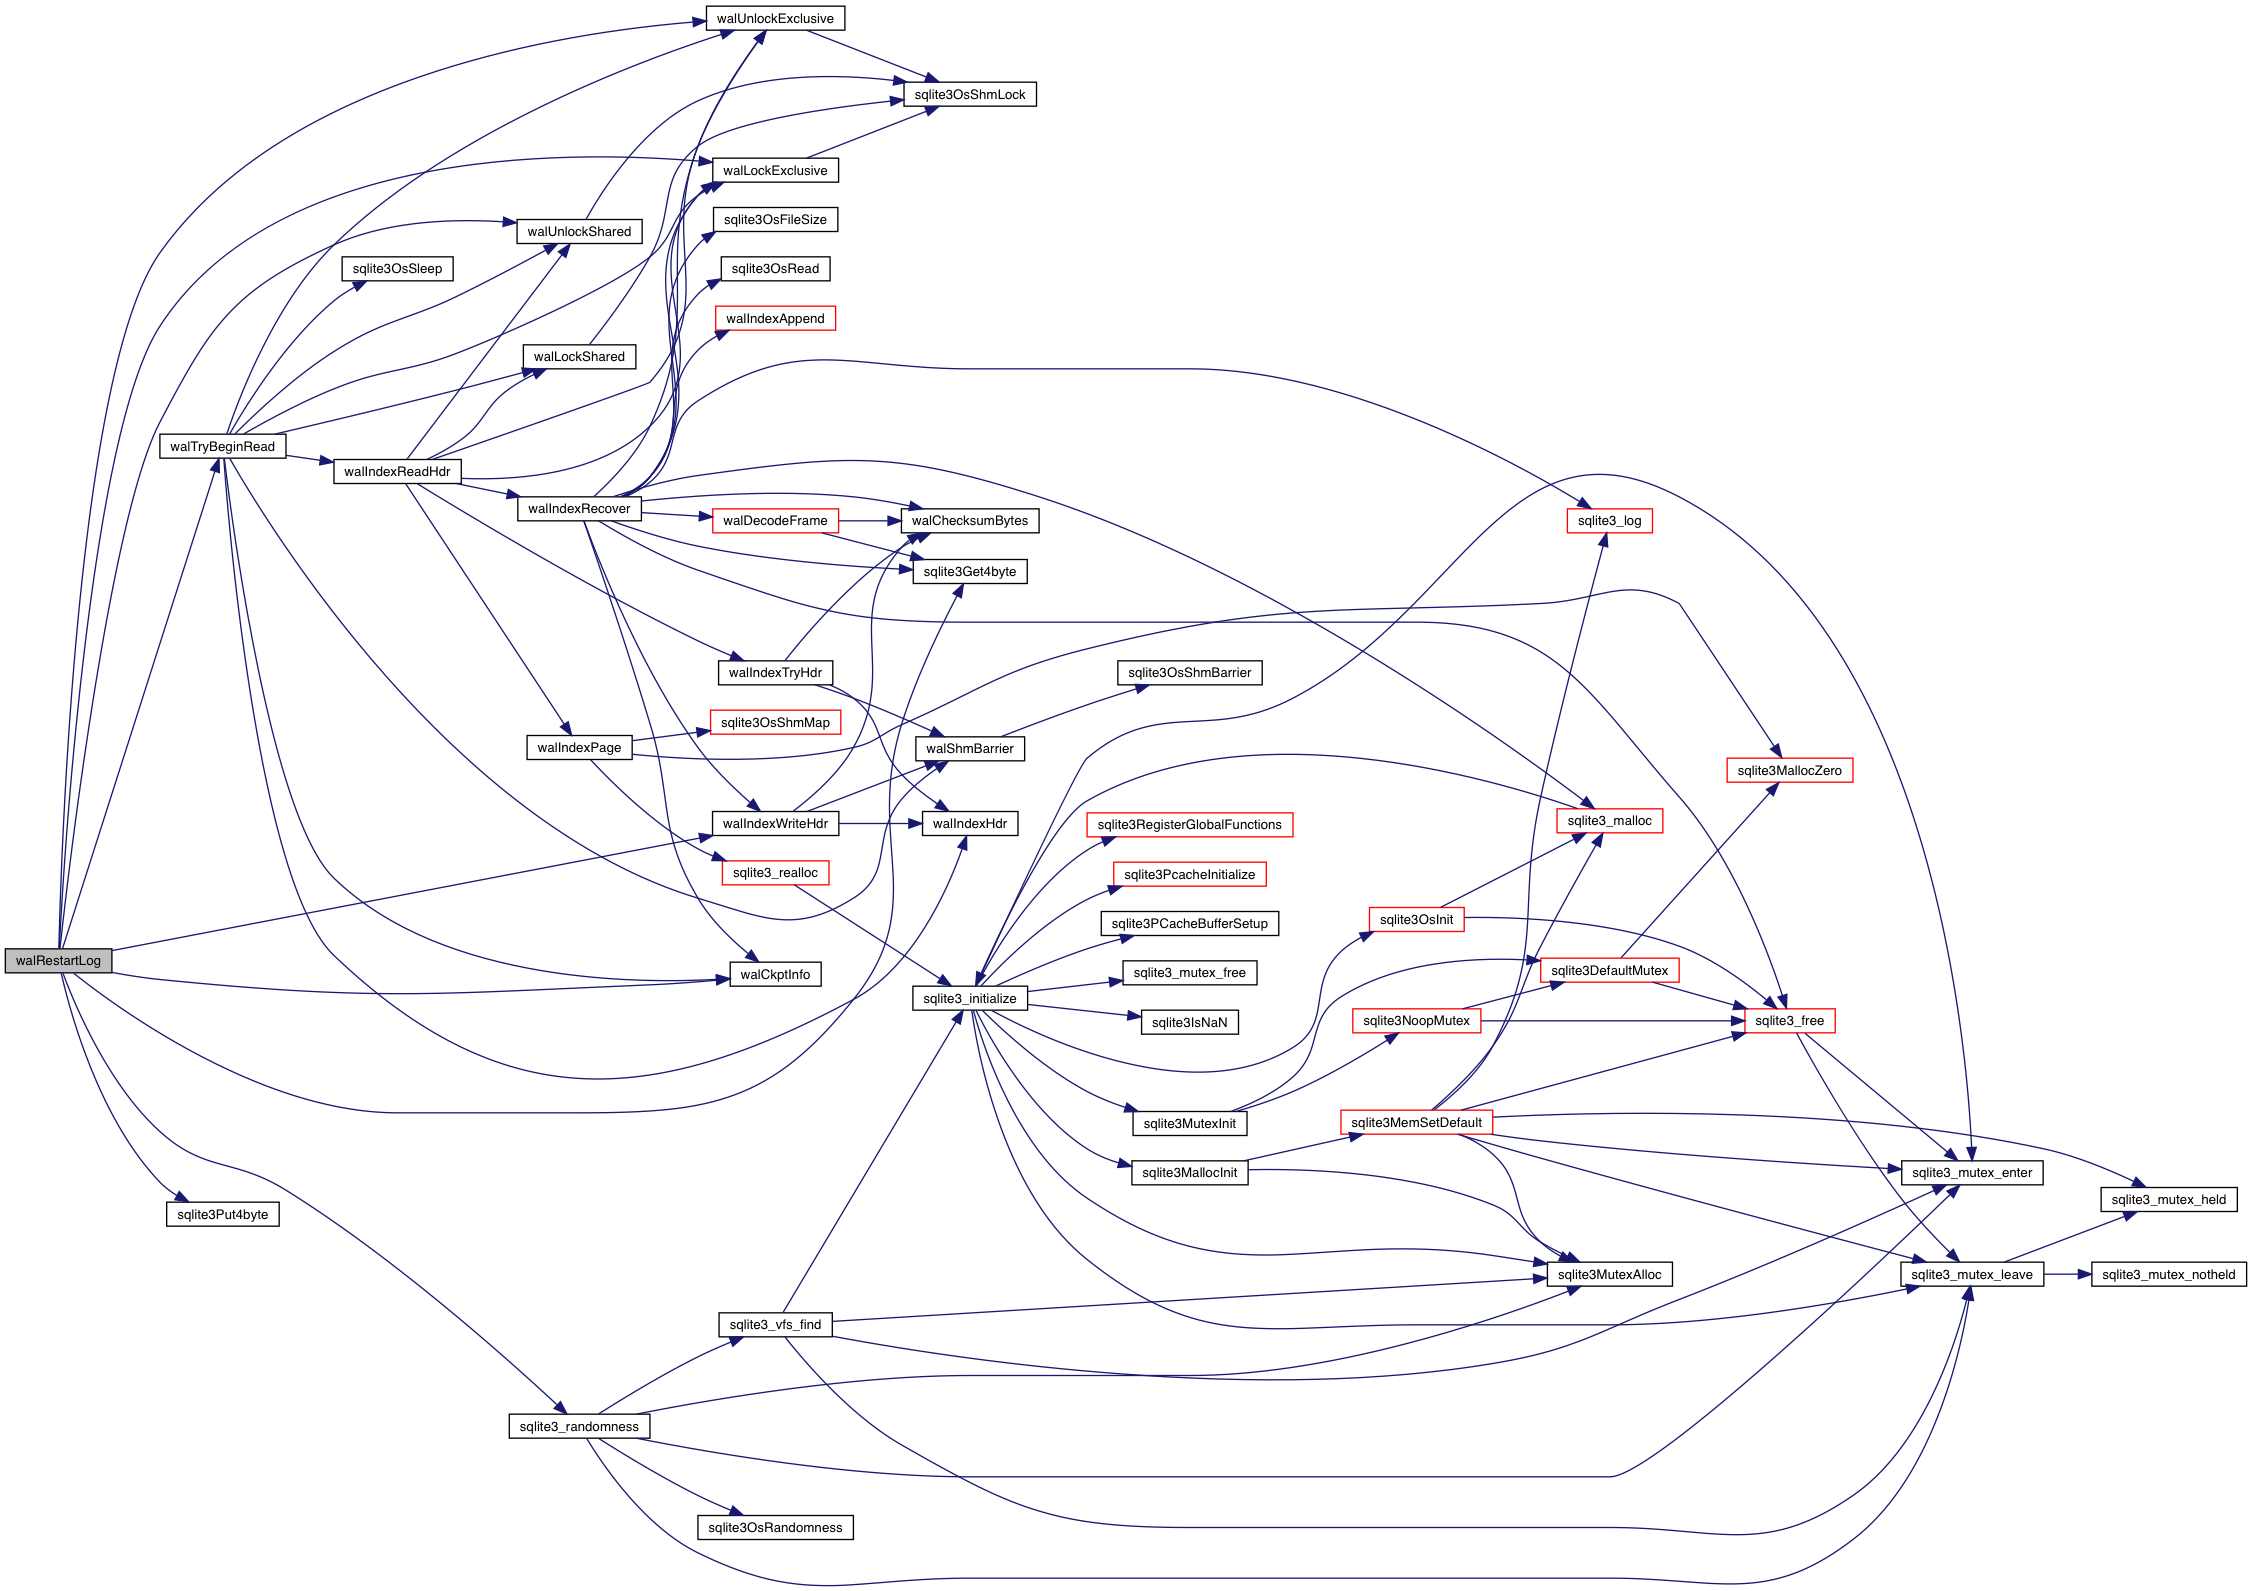 walUnlockExclusive
sqlite3OsShmLock
walLockExclusive
sqlite3OsFileSize
walUnlockShared
sqlite3OsSleep
sqlite3OsRead
walIndexAppend
walLockShared
walTryBeginRead
walIndexReadHdr
walIndexRecover
walDecodeFrame
walChecksumBytes
sqlite3_log
sqlite3Get4byte
walIndexTryHdr
sqlite3OsShmBarrier
sqlite3OsShmMap
walIndexPage
walShmBarrier
sqlite3MallocZero
walIndexWriteHdr
walIndexHdr
sqlite3RegisterGlobalFunctions
sqlite3_malloc
sqlite3_realloc
sqlite3PcacheInitialize
sqlite3OsInit
sqlite3PCacheBufferSetup
walRestartLog
walCkptInfo
sqlite3_mutex_free
sqlite3DefaultMutex
sqlite3_initialize
sqlite3IsNaN
sqlite3NoopMutex
sqlite3_free
sqlite3MutexInit
sqlite3MemSetDefault
sqlite3MallocInit
sqlite3_mutex_enter
sqlite3_mutex_held
sqlite3Put4byte
sqlite3MutexAlloc
sqlite3_mutex_leave
sqlite3_mutex_notheld
sqlite3_vfs_find
sqlite3_randomness
sqlite3OsRandomness